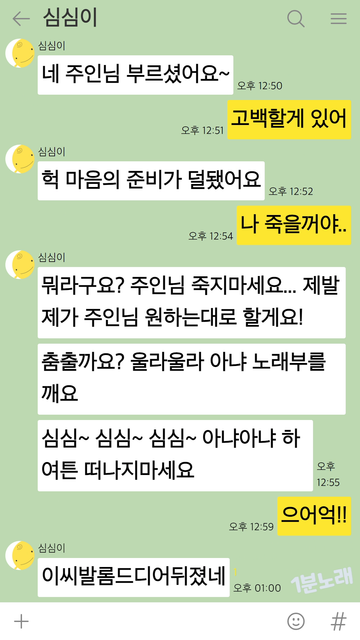 심심이
심심이
네 주인님 부르셨어요~
오후 12:50
고백할게 있어
오후 12:51
심심이
헉 마음의 준비가 덜됐어요
오후 12:52
나 죽을꺼야..
오후 12:54
심심이
뭐라구요? 주인님 죽지마세요... 제발
제가 주인님 원하는대로 할게요!
춤출까요? 울라울라 아냐 노래부를
깨요
심심~ 심심~ 심심~ 아냐아냐 하
여튼 떠나지마세요
오후
12:55
으어억!!
오후 12:59
심심이
이씨발롬드디어뒤졌네
오후 01:00
1분노래